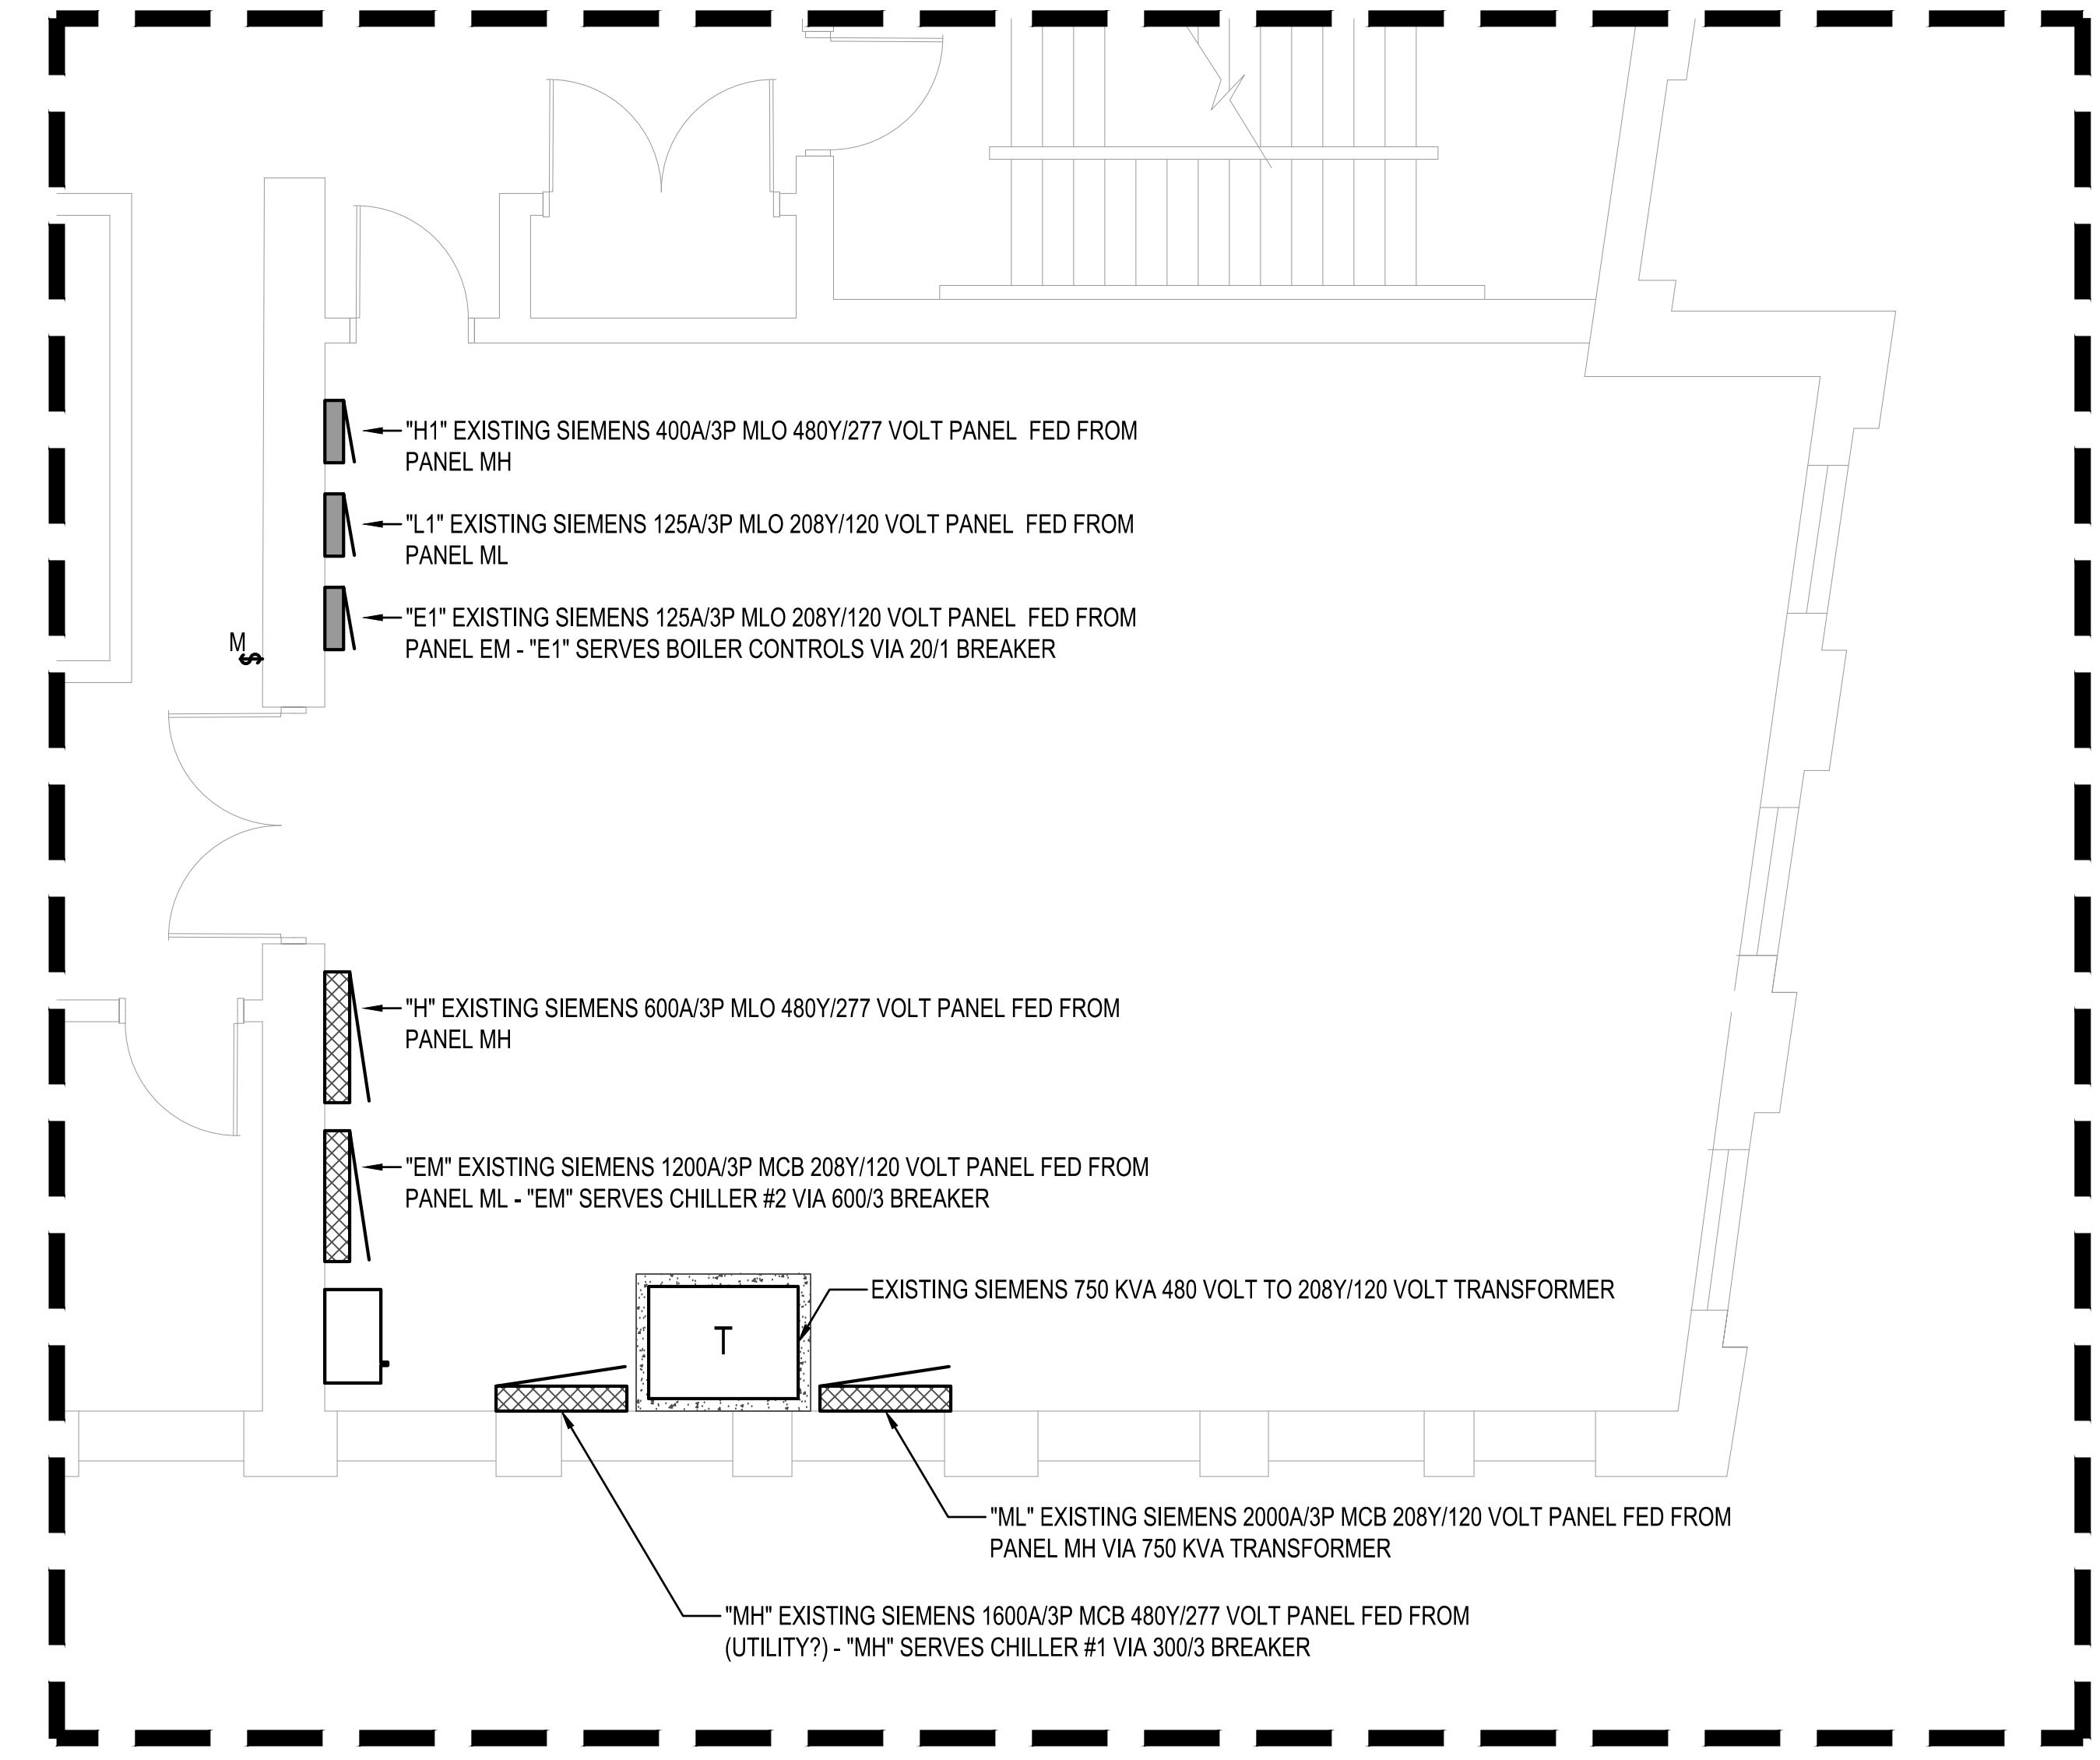 "H1" EXISTING SIEMENS 400A/3P MLO 480Y/277 VOLT PANEL  FED FROM
PANEL MH
"L1" EXISTING SIEMENS 125A/3P MLO 208Y/120 VOLT PANEL  FED FROM
PANEL ML
"E1" EXISTING SIEMENS 125A/3P MLO 208Y/120 VOLT PANEL  FED FROM
PANEL EM - "E1" SERVES BOILER CONTROLS VIA 20/1 BREAKER
M
$
"H" EXISTING SIEMENS 600A/3P MLO 480Y/277 VOLT PANEL FED FROM
PANEL MH
"EM" EXISTING SIEMENS 1200A/3P MCB 208Y/120 VOLT PANEL FED FROM
PANEL ML - "EM" SERVES CHILLER #2 VIA 600/3 BREAKER
EXISTING SIEMENS 750 KVA 480 VOLT TO 208Y/120 VOLT TRANSFORMER
T
"ML" EXISTING SIEMENS 2000A/3P MCB 208Y/120 VOLT PANEL FED FROM
PANEL MH VIA 750 KVA TRANSFORMER
"MH" EXISTING SIEMENS 1600A/3P MCB 480Y/277 VOLT PANEL FED FROM
(UTILITY?) - "MH" SERVES CHILLER #1 VIA 300/3 BREAKER